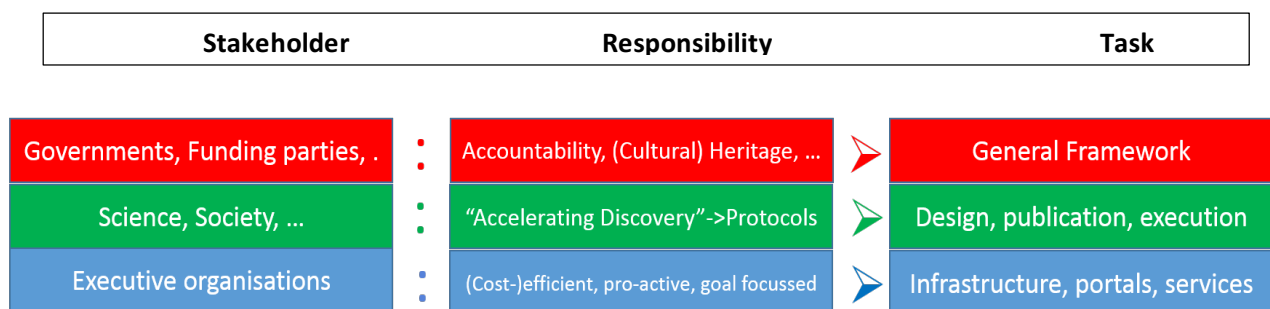 Stakeholder Responsibility Task
Governments, Funding parties, . : Accountability, (Cultural) Heritage, ... General Framework
Science, Society, ... : “Accelerating Discovery”->Protocols Design, publication, execution
Executive organisations : (Cost-)efficient, pro-active, goal focussed Infrastructure, portals, services